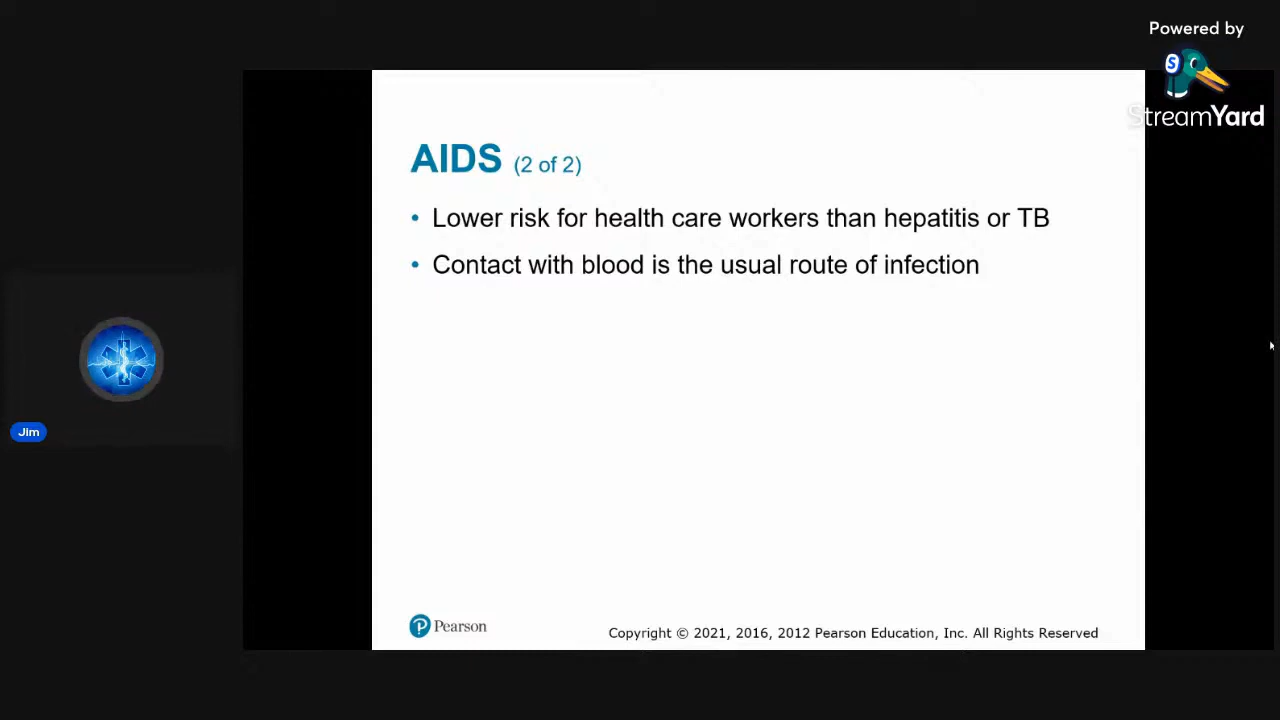 Powered by
StreamYard
AIDS (2 of 2)
• Lower risk for health care workers than hepatitis or TB
• Contact with blood is the usual route of infection
Jim
Pearson
Copyright © 2021, 2016, 2012 Pearson Education, Inc. All Rights Reserved